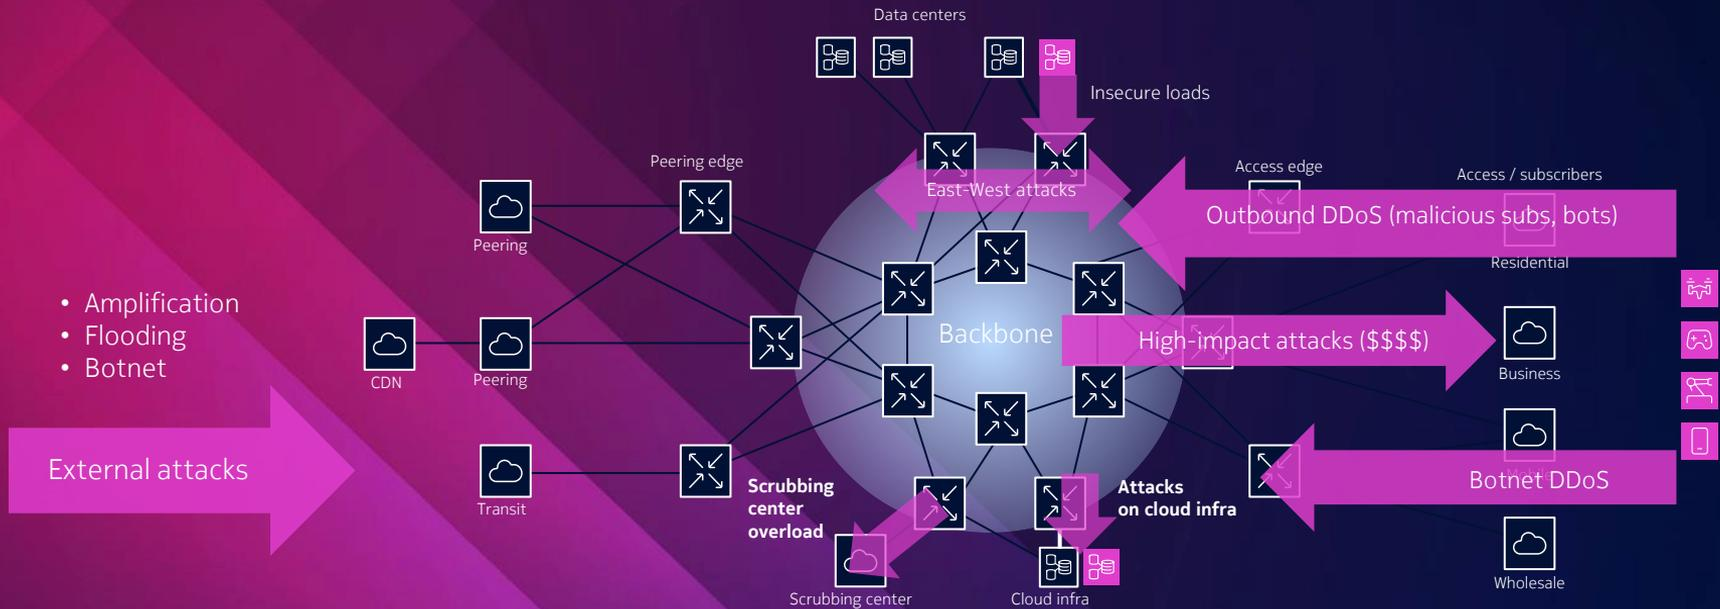 Data centers
Insecure loads
Peering edge
Access edge
Access / subscribers
East-West attacks
Outbound DDoS (malicious subs, bots)
Peering
Residential
• Amplification
• Flooding
• Botnet
Backbone
High-impact attacks ($$$$)
CDN
Peering
Business
External attacks
Mobile
Botnet DDoS
Transit
Scrubbing
center
overload
Attacks
on cloud infra
Wholesale
Scrubbing center
Cloud infra